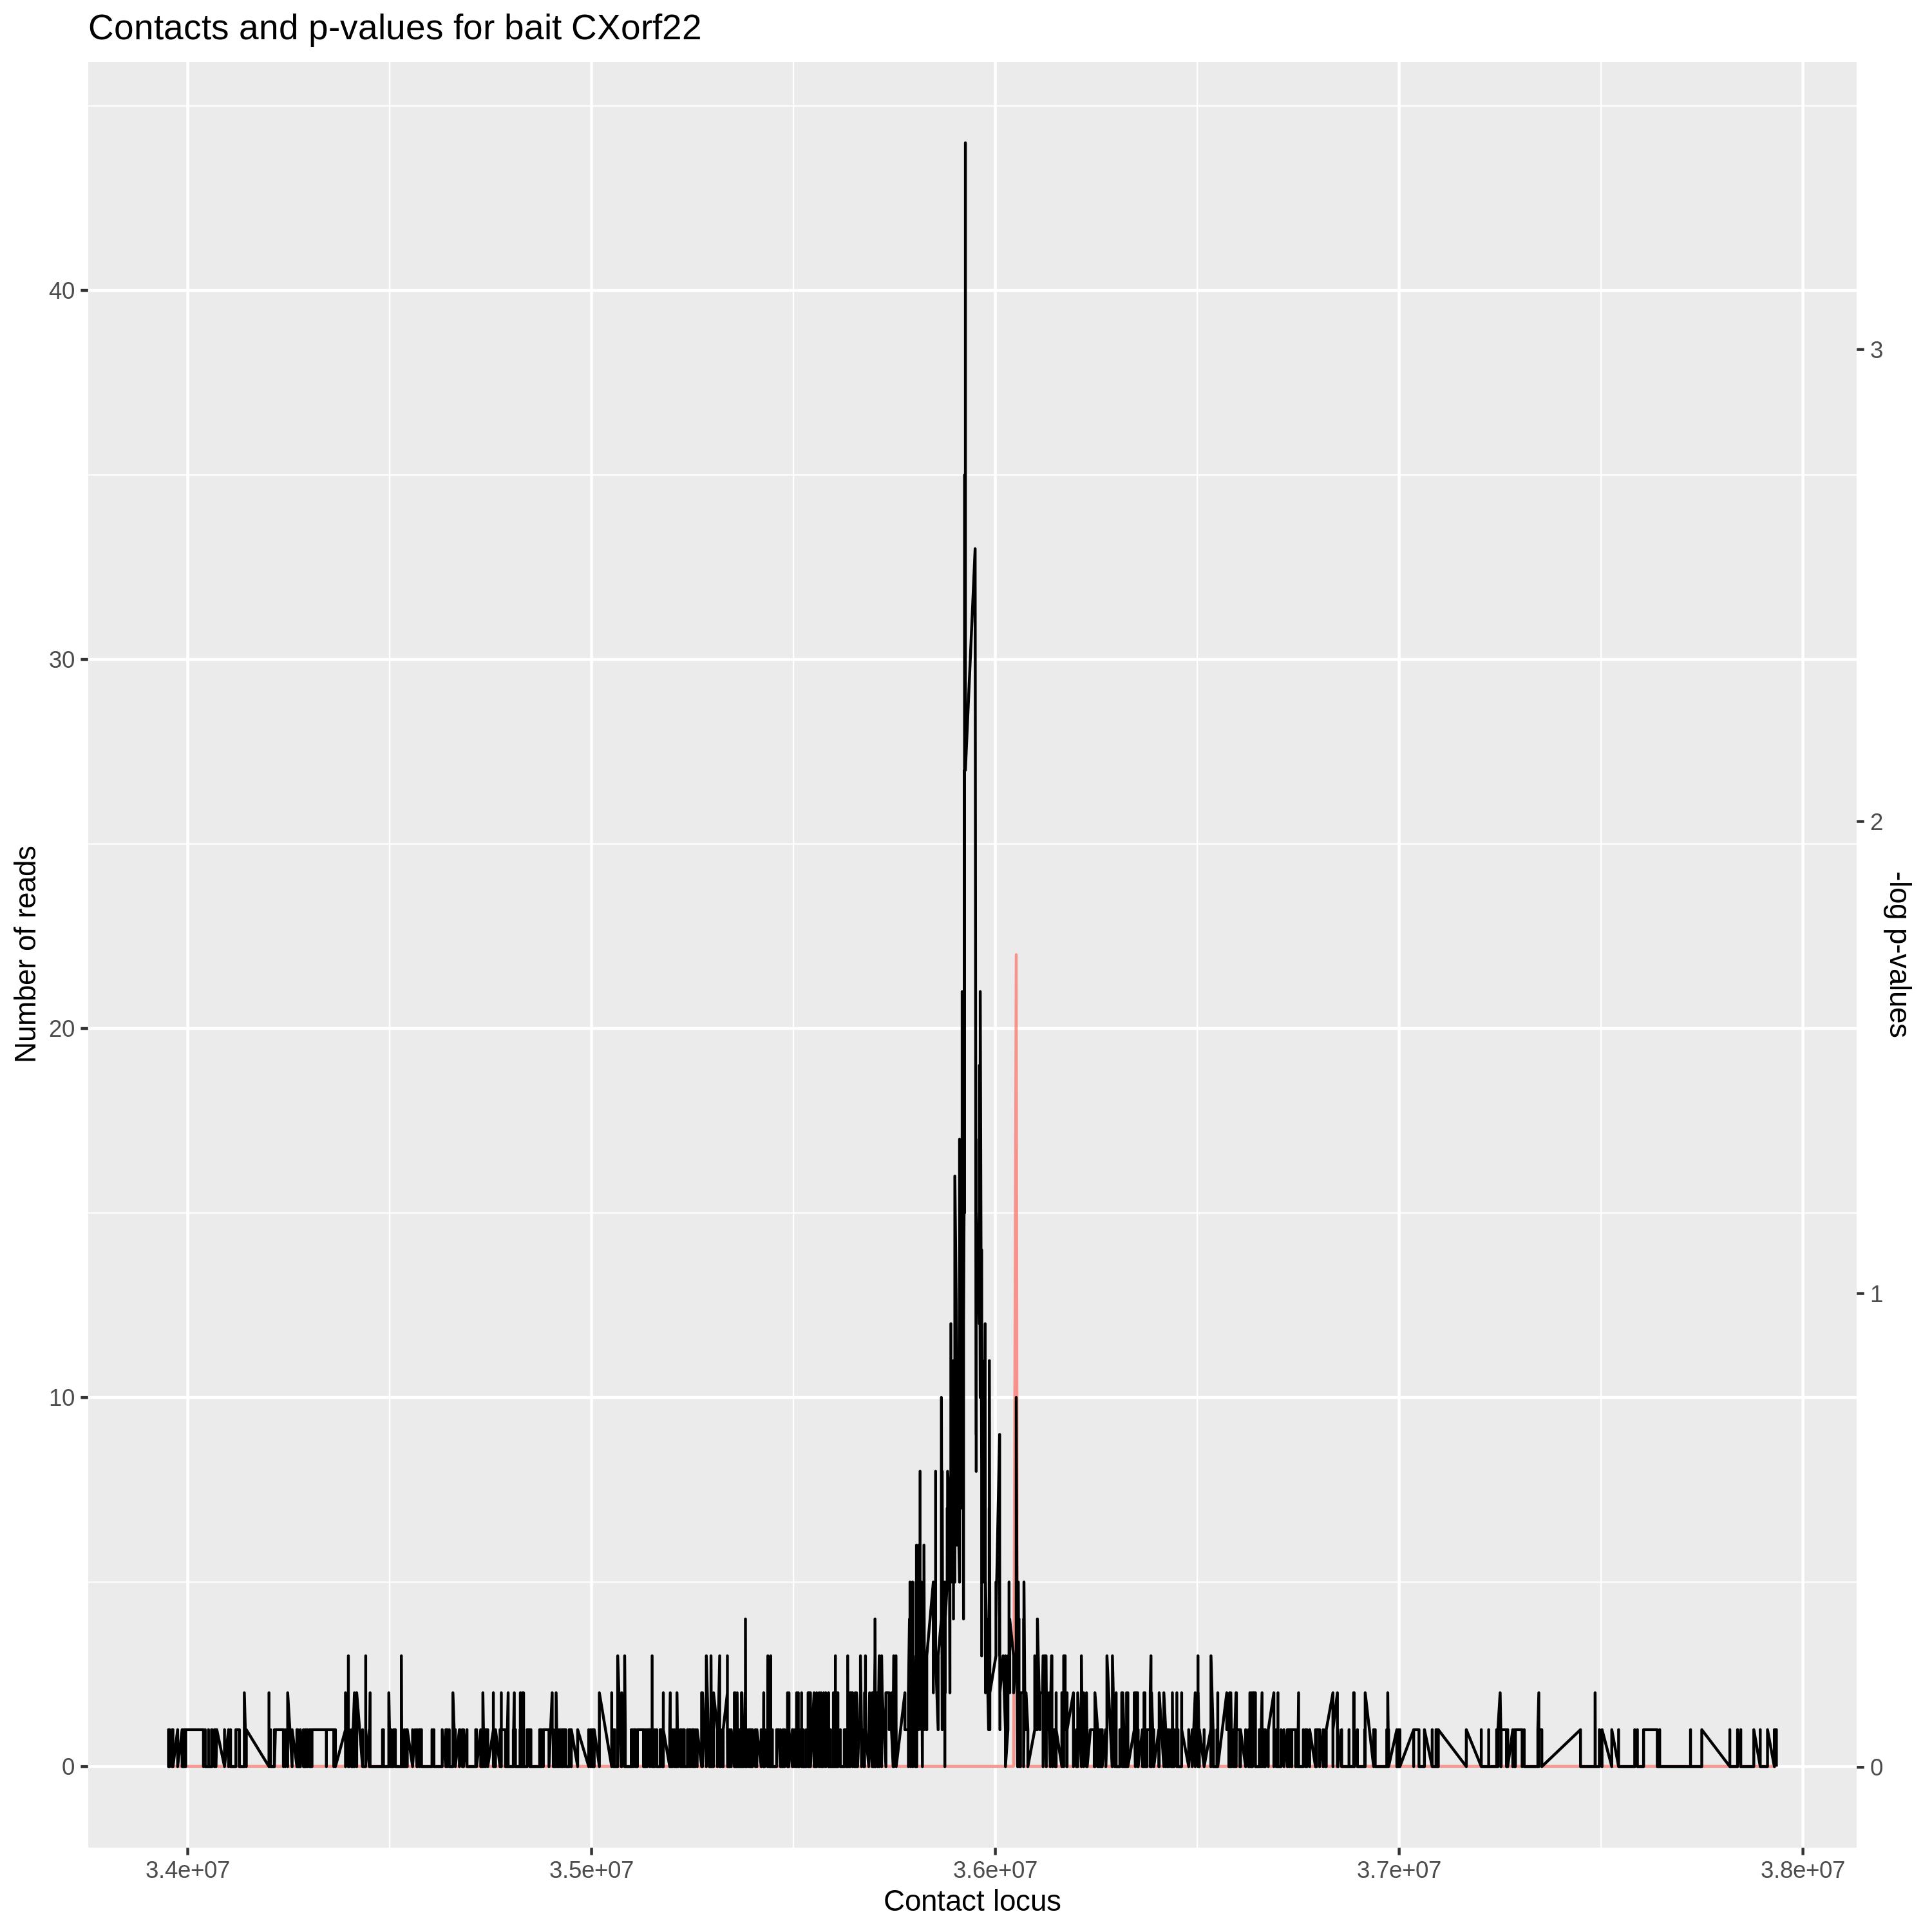 Contacts and p-values for bait CXorf22
Number of reads
40
30
20
10
0
3
2
1
0
-log p-values
3.4e+07
3.5e+07
3.6e+07
3.7e+07
3.8e+07
Contact locus